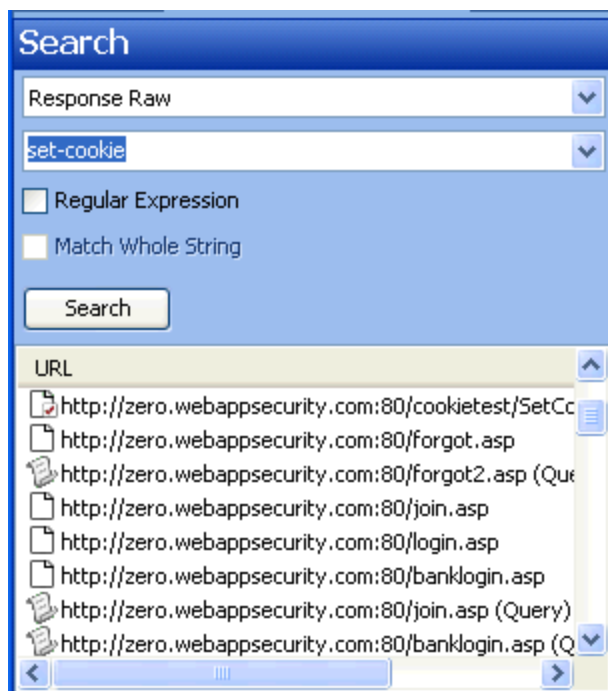 Search
Response Raw
set-cookie
Regular Expression
Match Whole String
Search
URL
http://zero.webappsecurity.com:80/cookietest/SetCo
http://zero.webappsecurity.com:80/forgot.asp
http://zero.webappsecurity.com:80/forgot2.asp (Que
http://zero.webappsecurity.com:80/join.asp
http://zero.webappsecurity.com:80/login.asp
http://zero.webappsecurity.com:80/banklogin.asp
http://zero.webappsecurity.com:80/join.asp (Query)
http://zero.webappsecurity.com:80/banklogin.asp (Q